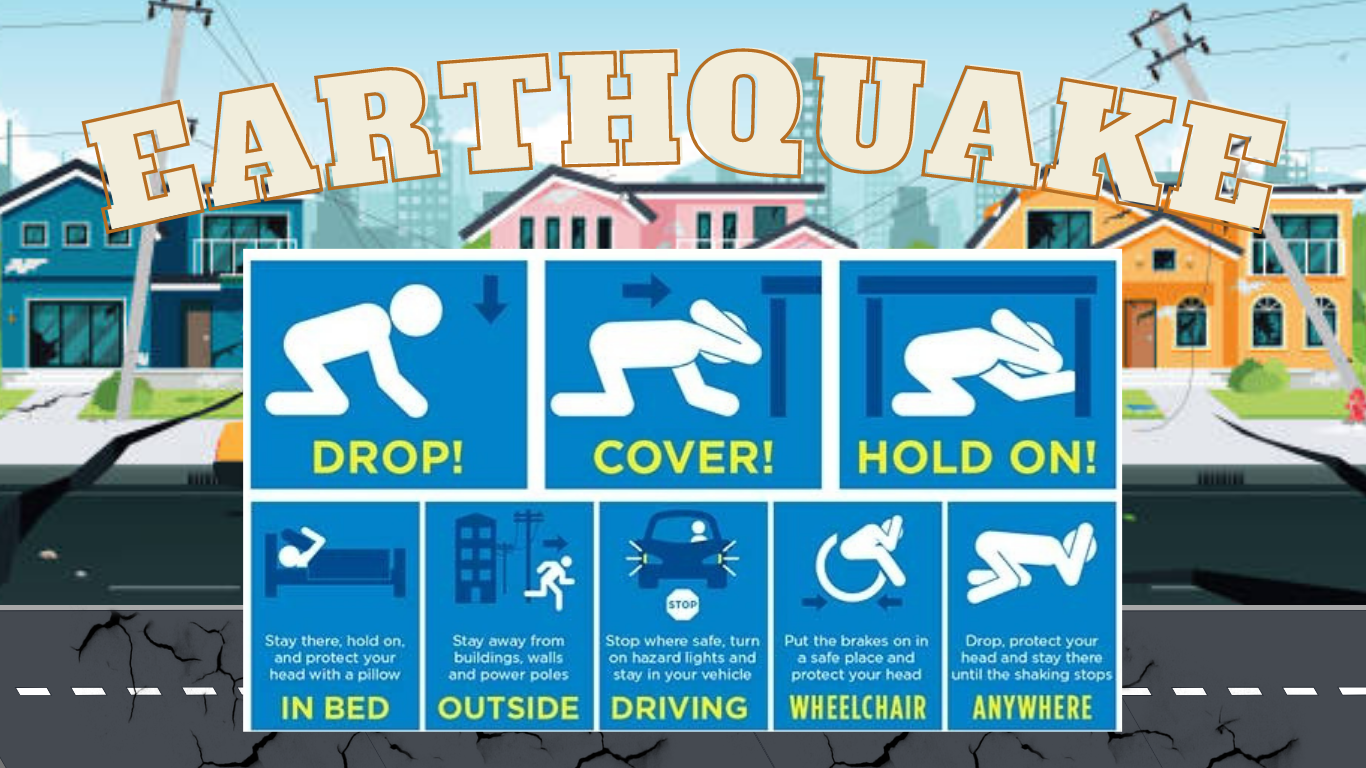 EARTHQUAKE
DROP!
COVER!
HOLD ON!
Stay there, hold on,
and protect your
head with a pillow
IN BED
Stay away from
buildings, walls
and power poles
OUTSIDE
STOP
Stop where safe, turn
on hazard lights and
stay in your vehicle
DRIVING
Put the brakes on in
a safe place and
protect your head
WHEELCHAIR
Drop, protect your
head and stay there
until the shaking stops
ANYWHERE